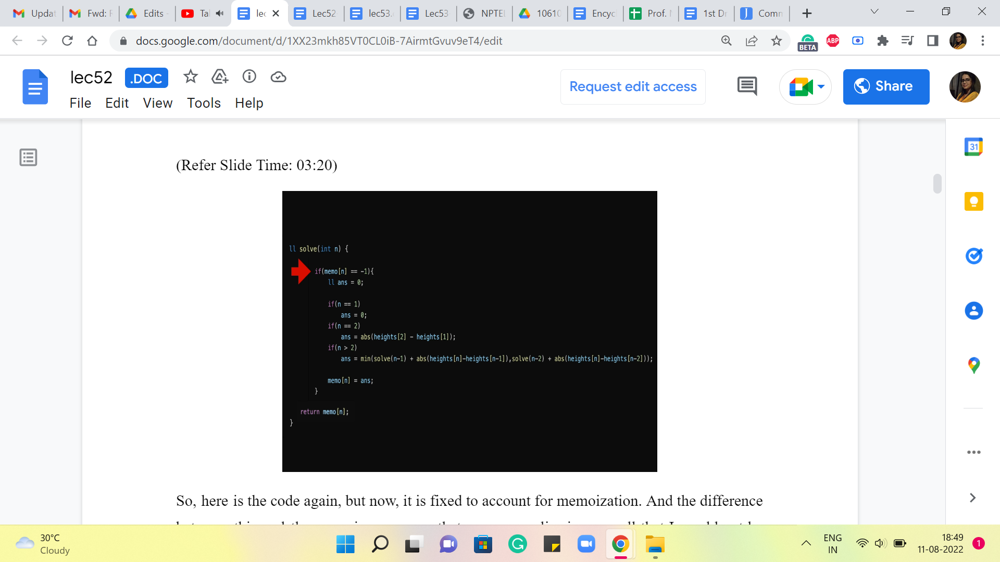 Updat
Fwd: F
Edits -
Tal
lec
Lec52
lec53.
Lec53
NPTEL
10610
Encyc
Prof. N
1st Dr
Comm
docs.google.com/document/d/1XX23mkh85VT0CL0iB-7AirmtGvuv9eT4/edit
BETA
ABP
lec52 .DOC
Request edit access
Share
File Edit View Tools Help
31
(Refer Slide Time: 03:20)
ll solve(int n) {
if(memo[n] == -1){
ll ans = 0;
if(n == 1)
ans = 0;
if(n == 2)
ans = abs(heights[2] - heights[1]);
if(n > 2)
ans = min(solve(n-1) + abs(heights[n]-heights[n-1]),solve(n-2) + abs(heights[n]-heights[n-2]));
memo[n] = ans;
}
return memo[n];
}
So, here is the code again, but now, it is fixed to account for memoization. And the difference
30°C
Cloudy
ENG
IN
18:49
11-08-2022
1